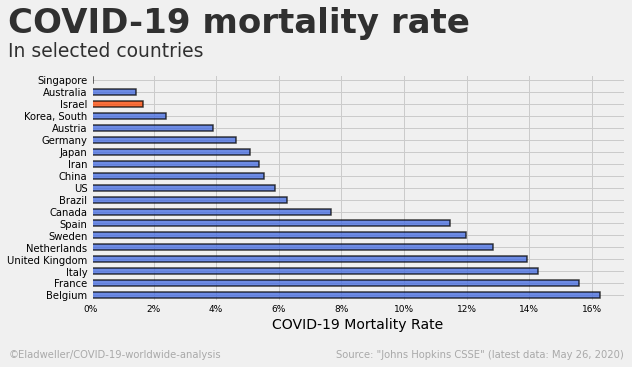 COVID-19 mortality rate
In selected countries
Singapore
Australia
Israel
Korea, South
Austria
Germany
Japan
Iran
China
US
Brazil
Canada
Spain
Sweden
Netherlands
United Kingdom
Italy
France
Belgium
0% 2% 4% 6% 8% 10% 12% 14% 16%
COVID-19 Mortality Rate
©Eladweller/COVID-19-worldwide-analysis Source: "Johns Hopkins CSSE" (latest data: May 26, 2020)